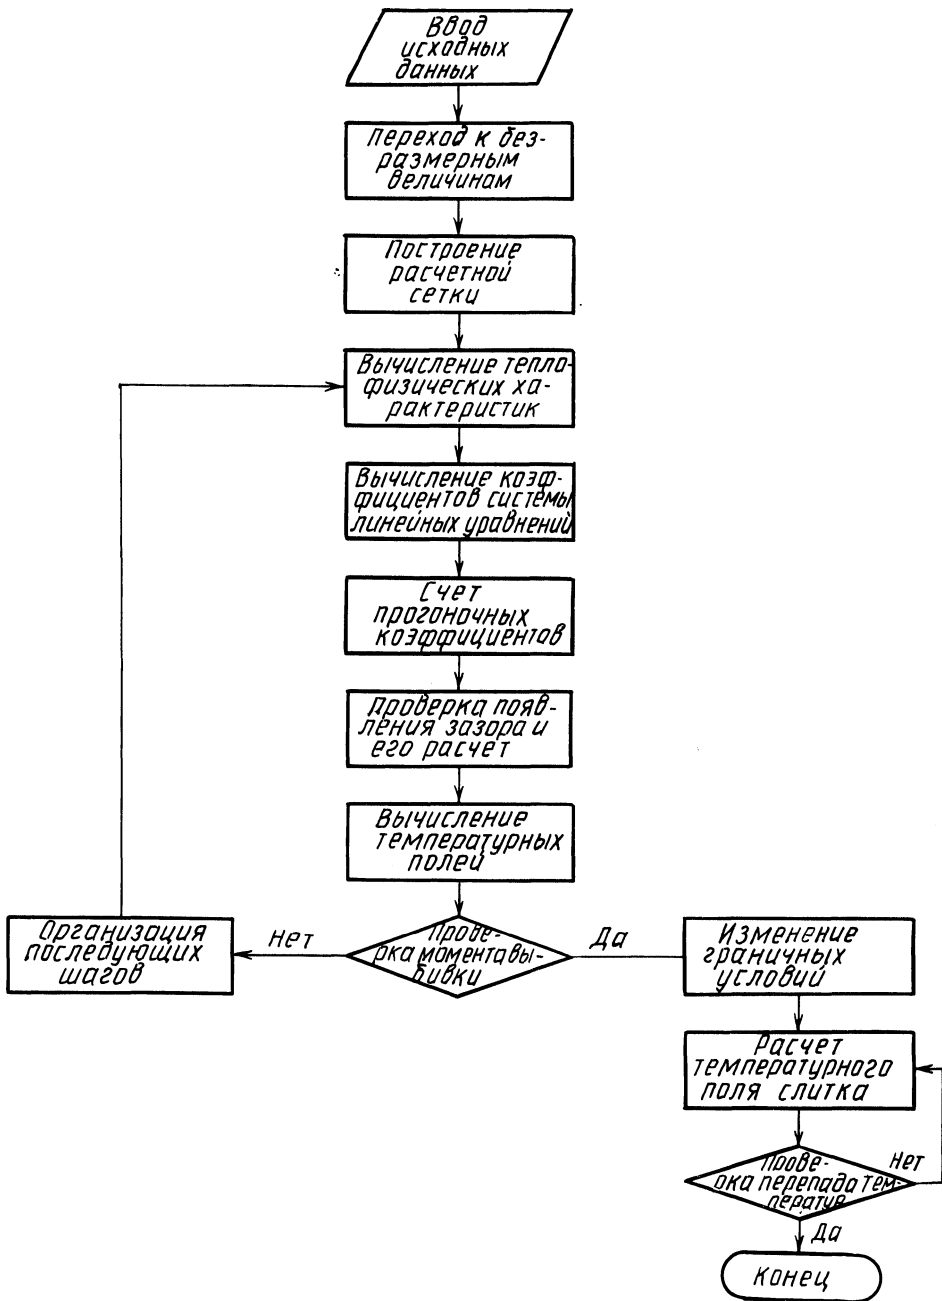 Ввод
исходных
данных
Переход к без-
размерным
величинам
Построение
расчетной
сетки
Вычисление тепло-
физических ха-
рактеристик
Вычисление коэф-
фициентов системы
линейных уравнений
Счет
прогоночных
коэффициентов
Проверка появ-
ления зазора и
его расчет
Вычисление
температурных
полей
Прове-
рка момента вы-
бивки
Нет
Да
Организация
последующих
шагов
Изменение
граничных
условий
Расчет
температурного
поля слитка
Прове-
рка перепада тем-
ператур
Нет
Да
Конец